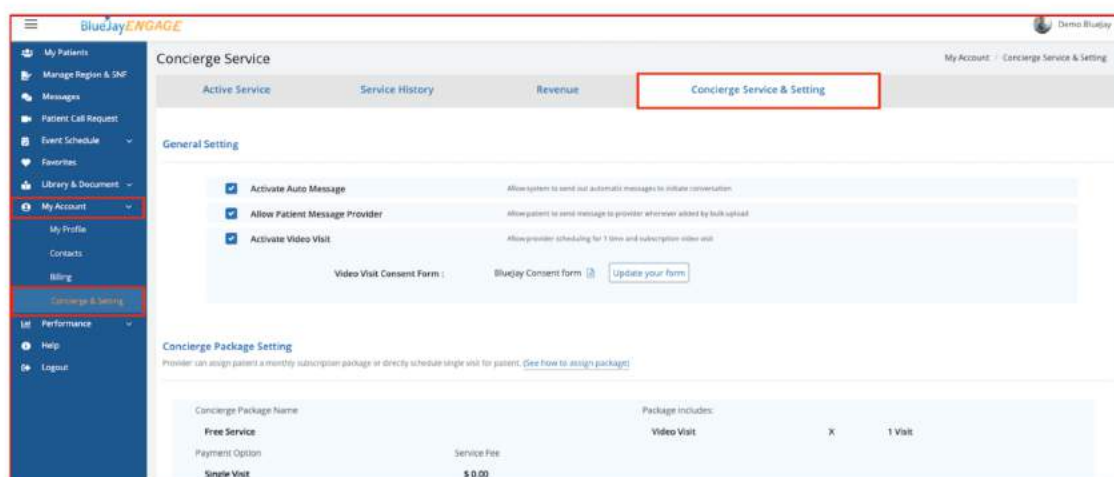 BlueJayENGAGE
Demo Bluejay
My Patients
Manage Region & SNF
Messages
Patient Call Request
Event Schedule
Favorites
Library & Document
My Account
My Profile
Contacts
Billing
Concierge & Setting
Performance
Help
Logout
Concierge Service
My Account / Concierge Service & Setting
Active Service Service History Revenue Concierge Service & Setting
General Setting
Activate Auto Message Allow system to send out automatic messages to initiate conversation
Allow Patient Message Provider Allow patient to send message to provider whenever added by bulk upload
Activate Video Visit Allow provider scheduling for 1 time and subscription video visit
Video Visit Consent Form : Bluejay Consent form Update your form
Concierge Package Setting
Provider can assign patient a monthly subscription package or directly schedule single visit for patient. (See how to assign package)
Concierge Package Name Package includes:
Free Service Video Visit X 1 Visit
Payment Option Service Fee
Single Visit $ 0.00